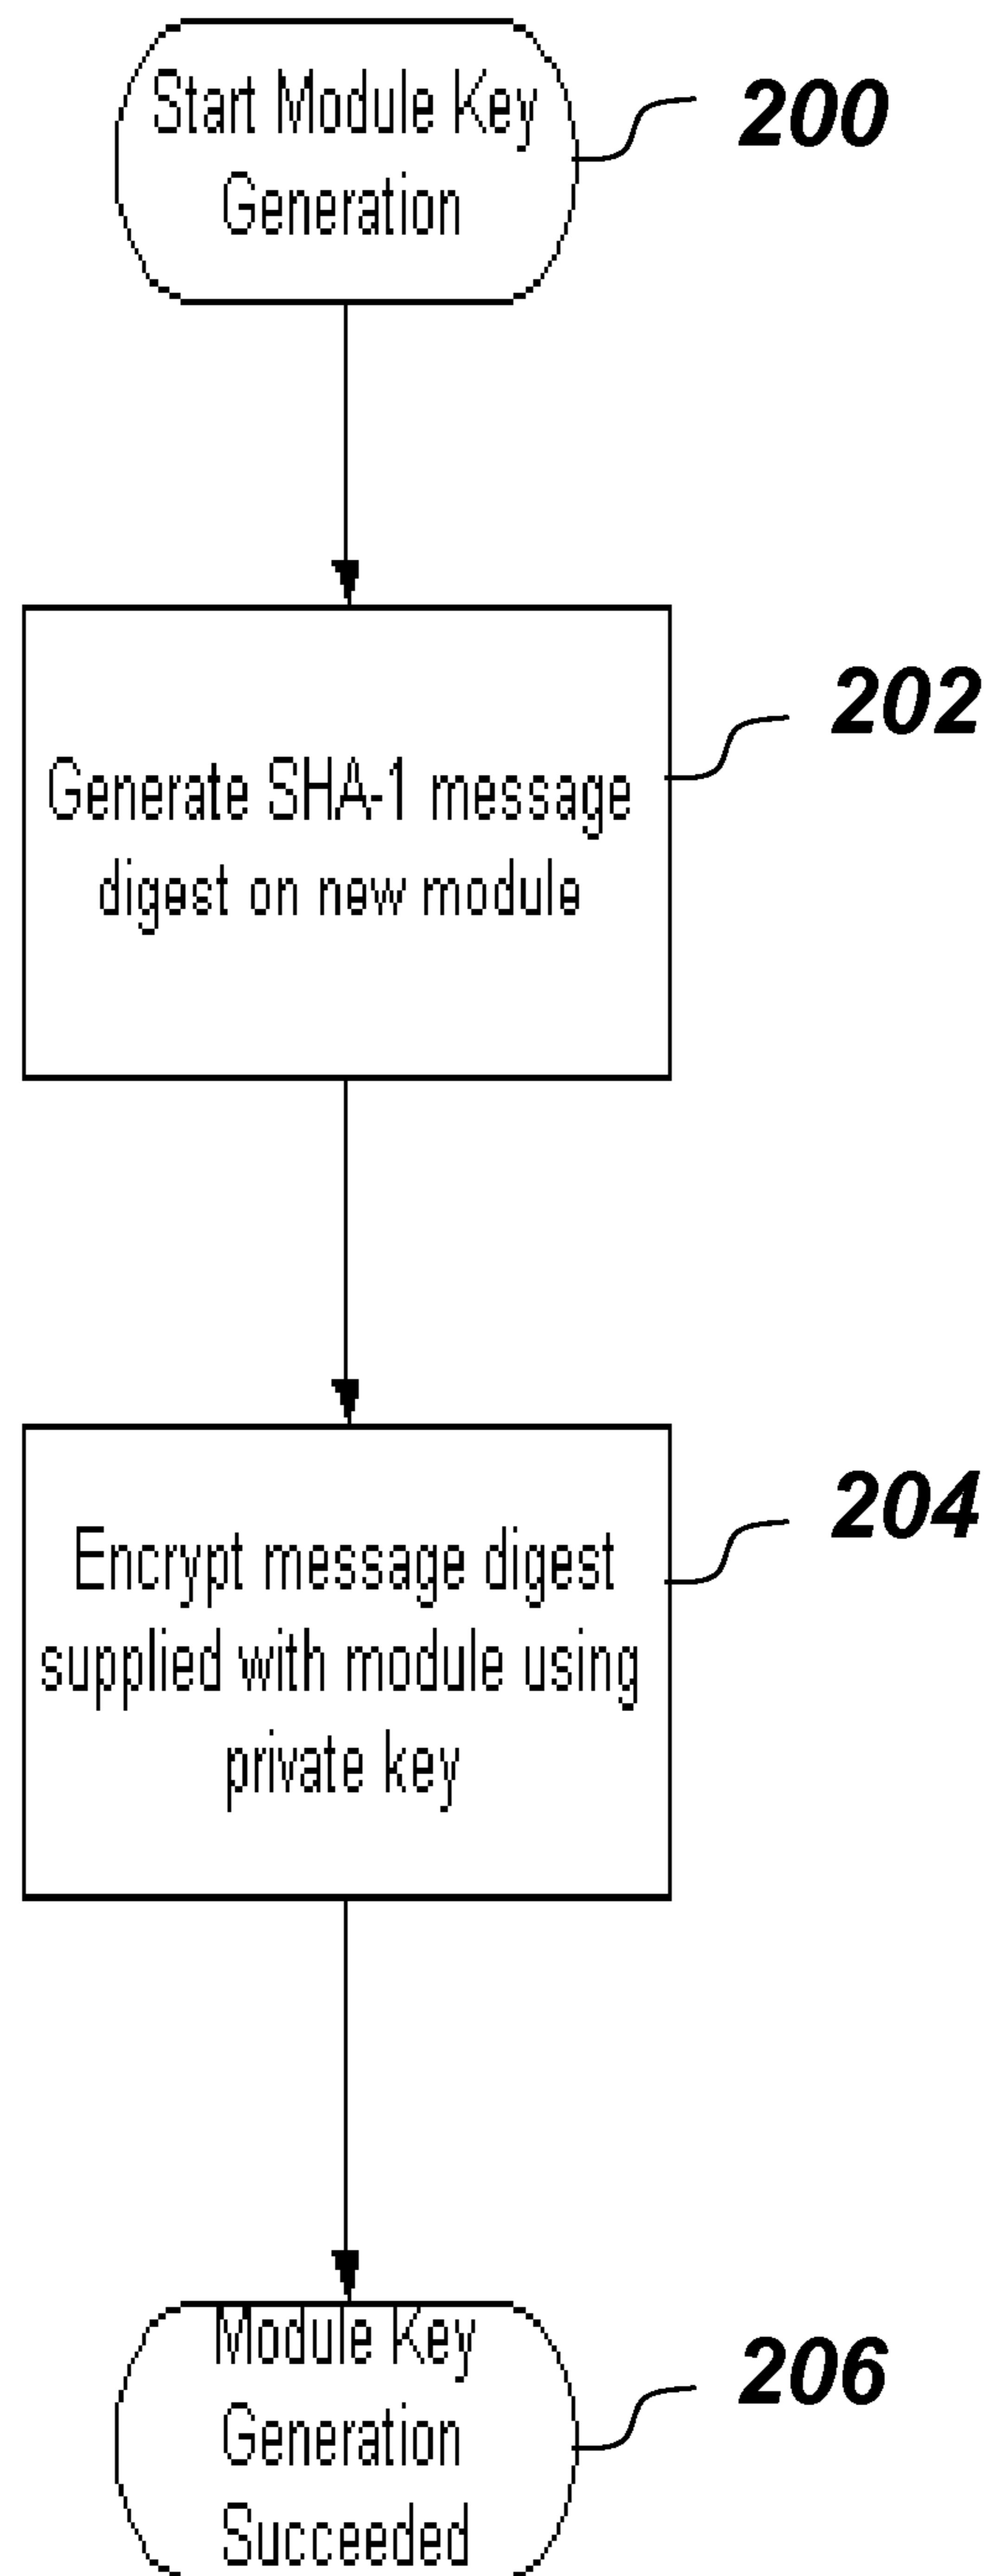 Start Module Key
Generation
200
Generate SHA-1 message
digest on new module
202
Encrypt message digest
supplied with module using
private key
204
Module Key
Generation
Succeeded
206